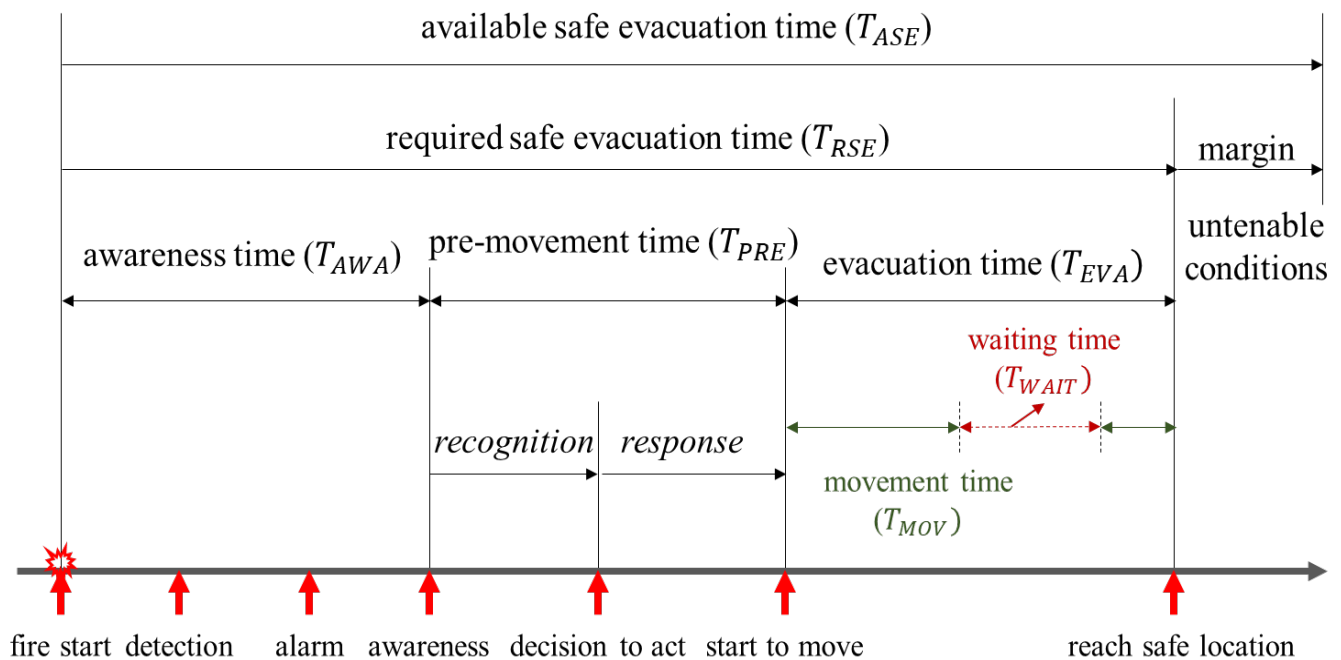 available safe evacuation time (T_ASE)
required safe evacuation time (T_RSE)
margin
awareness time (T_AWA)
pre-movement time (T_PRE)
evacuation time (T_EVA)
untenable
conditions
waiting time
(T_WAIT)
recognition
response
movement time
(T_MOV)
fire start
detection
alarm
awareness
decision to act
start to move
reach safe location